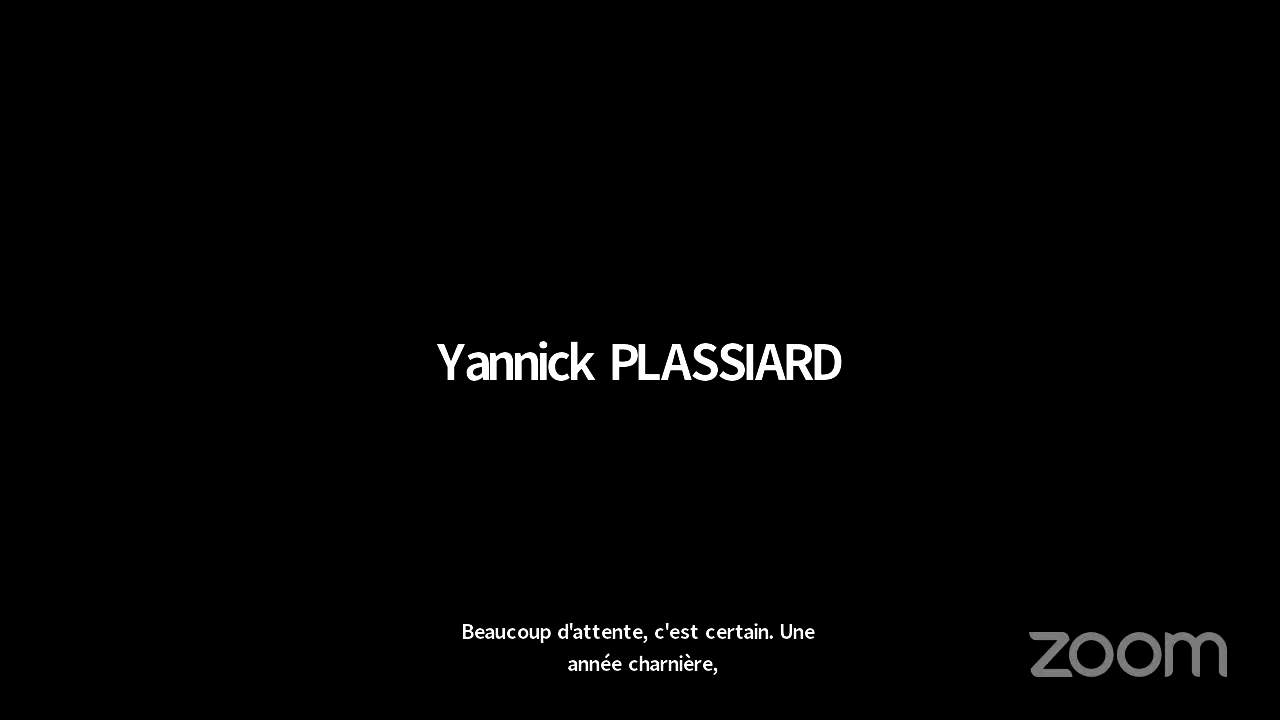 Yannick PLASSIARD
Beaucoup d'attente, c'est certain. Une
année charnière,
zoom